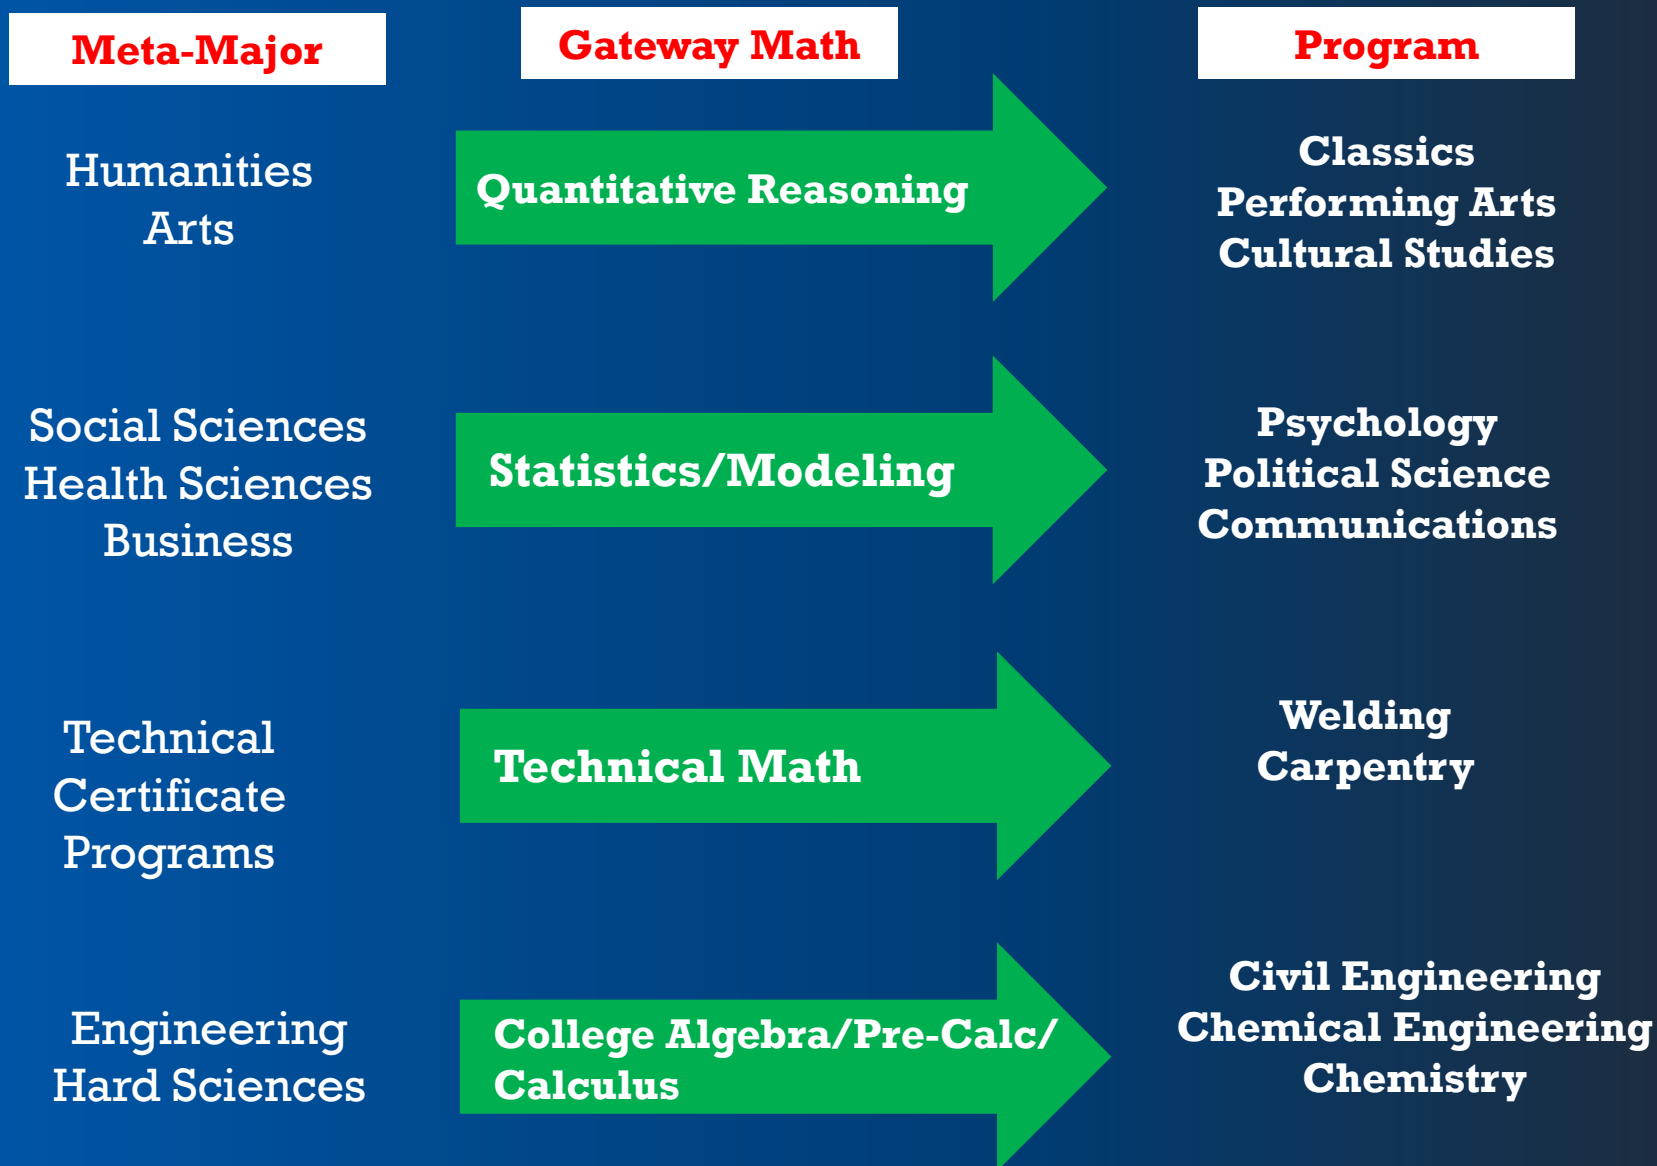 Meta-Major
Gateway Math
Program
Humanities
Arts
Quantitative Reasoning
Classics
Performing Arts
Cultural Studies
Social Sciences
Health Sciences
Business
Statistics/Modeling
Psychology
Political Science
Communications
Technical
Certificate
Programs
Technical Math
Welding
Carpentry
Engineering
Hard Sciences
College Algebra/Pre-Calc/
Calculus
Civil Engineering
Chemical Engineering
Chemistry